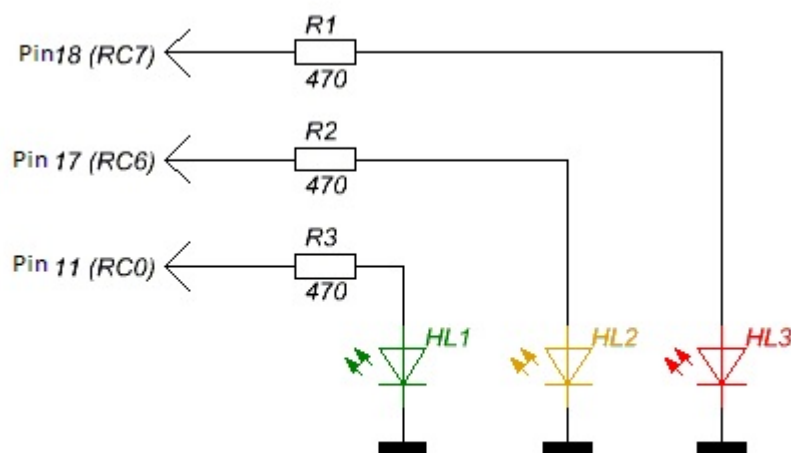 R1
Pin18 (RC7)
470
R2
Pin 17 (RC6)
470
R3
Pin 11 (RC0)
470
HL1
HL2
HL3